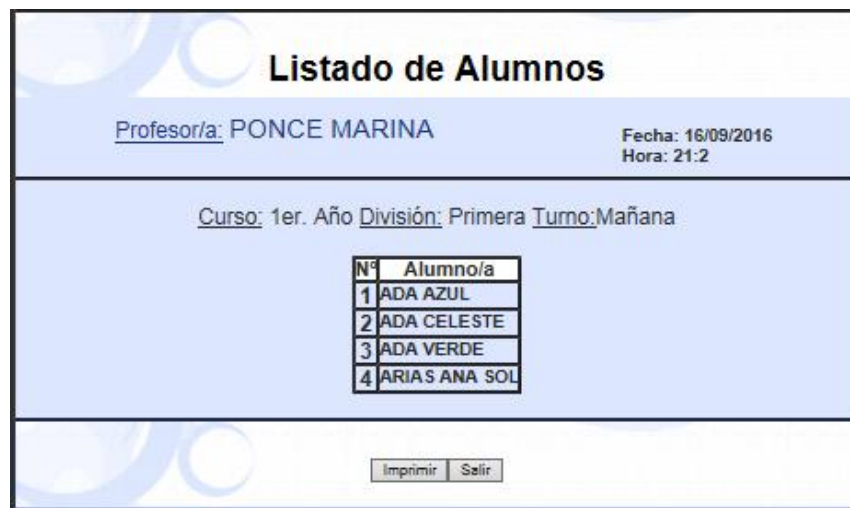 Listado de Alumnos
Profesor/a: PONCE MARINA
Fecha: 16/09/2016
Hora: 21:2
Curso: 1er. Año División: Primera Turno:Mañana
Nº Alumno/a
1 ADA AZUL
2 ADA CELESTE
3 ADA VERDE
4 ARIAS ANA SOL
Imprimir Salir